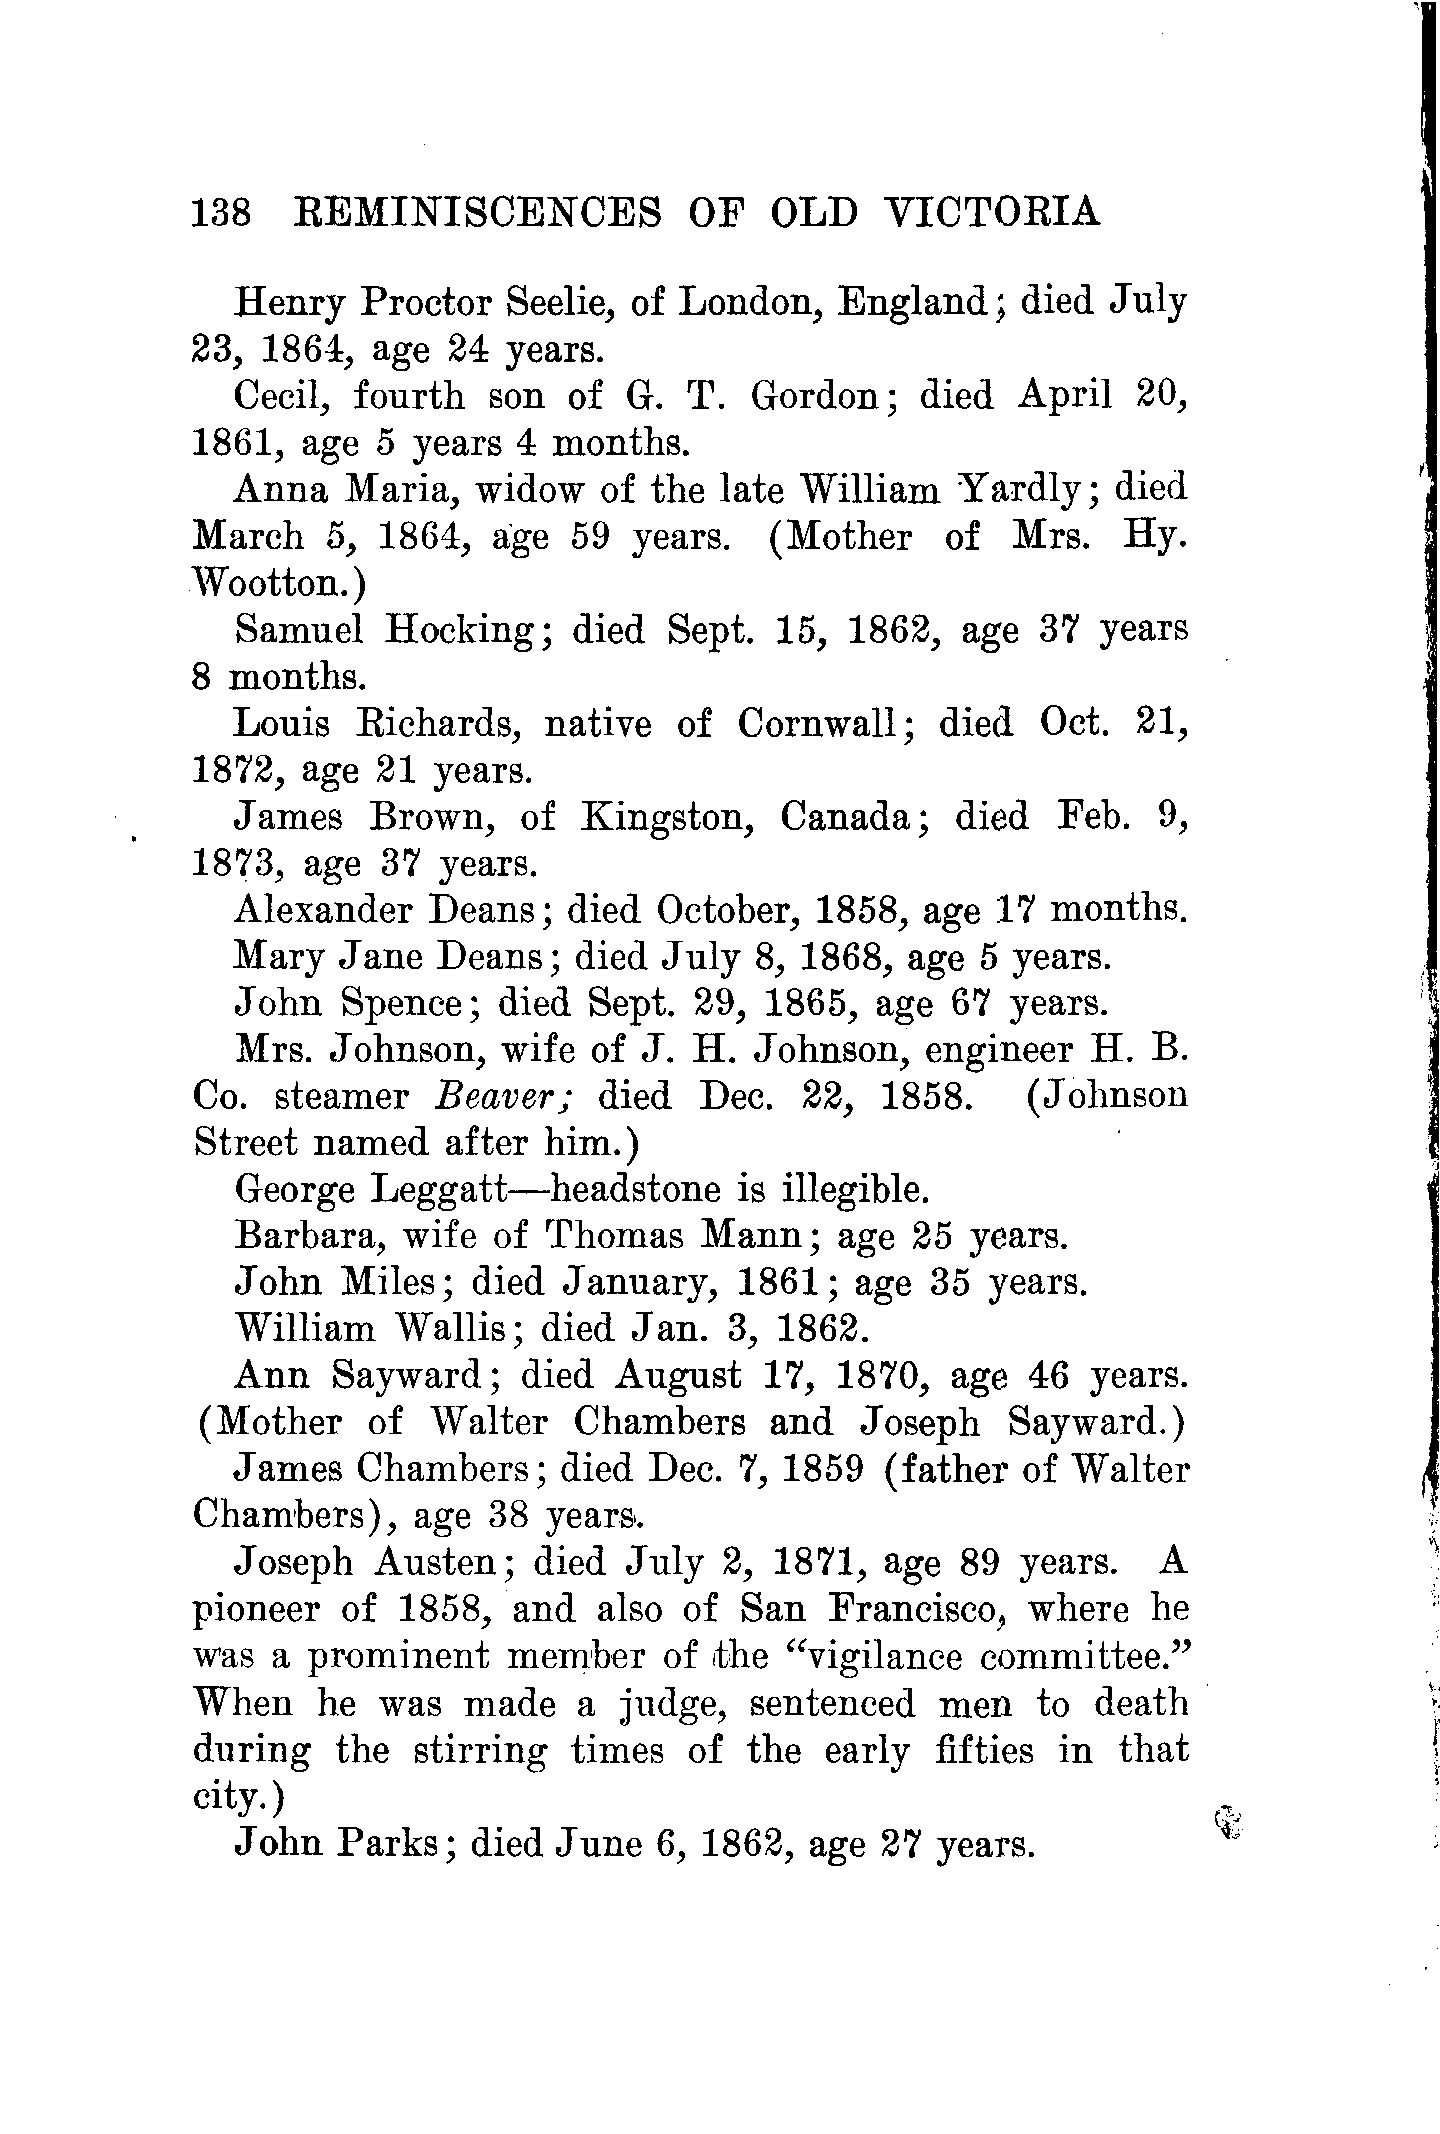 138 REMINISCENCES OF OLD VICTORIA
Henry Proctor Seelie, of London, England; died July
23, 1864, age 24 years.
Cecil, fourth son of G. T. Gordon; died April 20,
1861, age 5 years 4 months.
Anna Maria, widow of the late William Yardly; died
March 5, 1864, age 59 years. (Mother of Mrs. Hy.
Wootton.)
Samuel Hocking; died Sept. 15, 1862, age 37 years
8 months.
Louis Richards, native of Cornwall; died Oct. 21,
1872, age 21 years.
James Brown, of Kingston, Canada; died Feb. 9,
1873, age 37 years.
Alexander Deans; died October, 1858, age 17 months.
Mary Jane Deans; died July 8, 1868, age 5 years.
John Spence; died Sept. 29, 1865, age 67 years.
Mrs. Johnson, wife of J. H. Johnson, engineer H. B.
Co. steamer Beaver; died Dec. 22, 1858. (Johnson
Street named after him.)
George Leggatt—headstone is illegible.
Barbara, wife of Thomas Mann; age 25 years.
John Miles; died January, 1861; age 35 years.
William Wallis; died Jan. 3, 1862.
Ann Sayward; died August 17, 1870, age 46 years.
(Mother of Walter Chambers and Joseph Sayward.)
James Chambers; died Dec. 7, 1859 (father of Walter
Chambers), age 38 years.
Joseph Austen; died July 2, 1871, age 89 years. A
pioneer of 1858, and also of San Francisco, where he
was a prominent member of the “vigilance committee.”
When he was made a judge, sentenced men to death
during the stirring times of the early fifties in that
city.)
John Parks; died June 6, 1862, age 27 years.